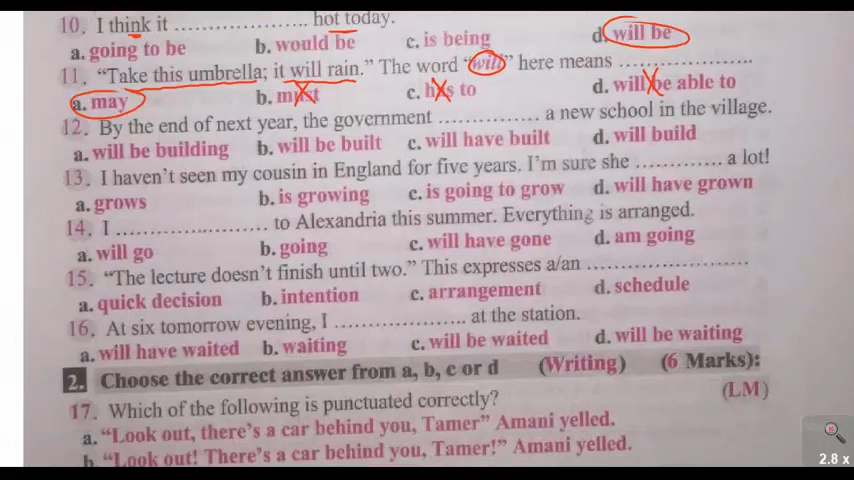 10. I think it ..................... hot today.
a. going to be b. would be c. is being d. will be
11. "Take this umbrella; it will rain." The word "will" here means .....................
a. may b. must c. has to d. will be able to
12. By the end of next year, the government ............... a new school in the village.
a. will be building b. will be built c. will have built d. will build
13. I haven't seen my cousin in England for five years. I'm sure she ............. a lot!
a. grows b. is growing c. is going to grow d. will have grown
14. I ........................ to Alexandria this summer. Everything is arranged.
a. will go b. going c. will have gone d. am going
15. "The lecture doesn't finish until two." This expresses a/an .........................
a. quick decision b. intention c. arrangement d. schedule
16. At six tomorrow evening, I .................... at the station.
a. will have waited b. waiting c. will be waited d. will be waiting
2. Choose the correct answer from a, b, c or d (Writing) (6 Marks):
17. Which of the following is punctuated correctly? (LM)
a. "Look out, there's a car behind you, Tamer" Amani yelled.
b. "Look out! There's a car behind you, Tamer!" Amani yelled.
2.8 x